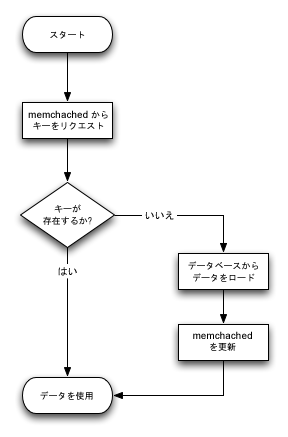 スタート
memchached から
キーをリクエスト
キーが
存在するか?
いいえ
はい
データベースから
データをロード
memchached
を更新
データを使用